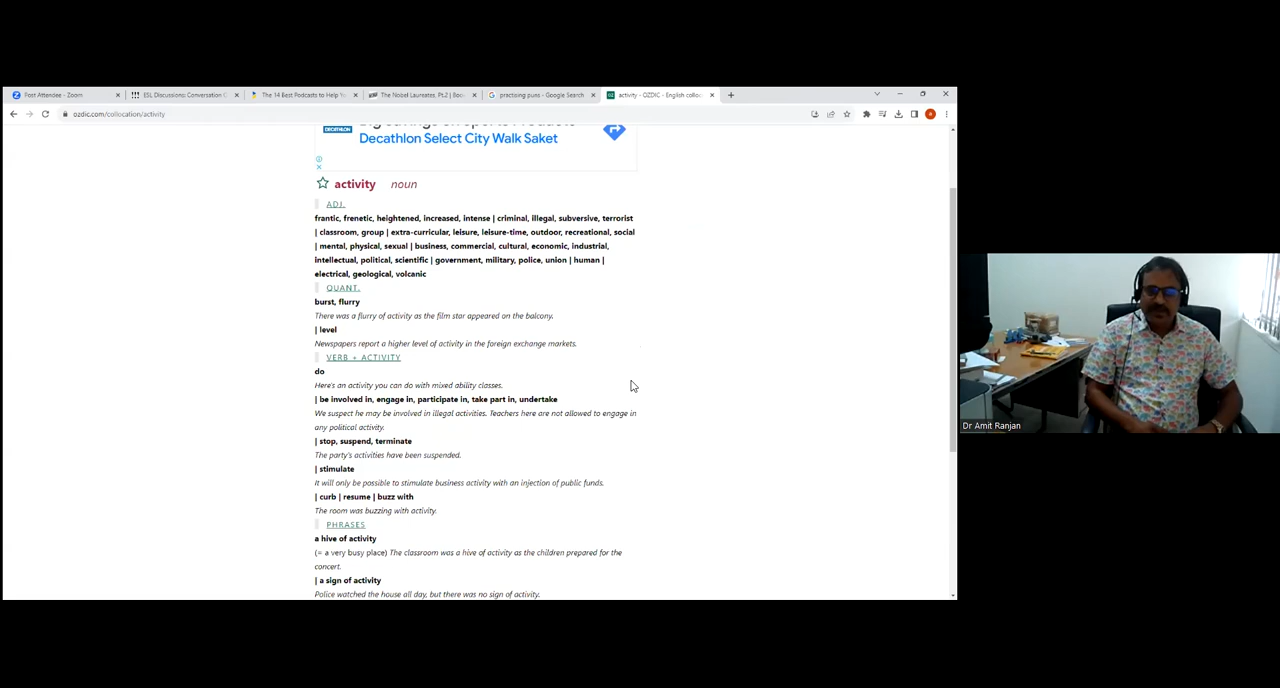 Post Attendee - Zoom
ESL Discussions: Conversation
The 14 Best Podcasts to Help
The Nobel Laureates, Pt.2 | Boo
practising puns - Google Search
activity - OZDIC - English collo
ozdic.com/collocation/activity
DECATHLON
Decathlon Select City Walk Saket
activity noun
ADJ.
frantic, frenetic, heightened, increased, intense | criminal, illegal, subversive, terrorist
| classroom, group | extra-curricular, leisure, leisure-time, outdoor, recreational, social
| mental, physical, sexual | business, commercial, cultural, economic, industrial,
intellectual, political, scientific | government, military, police, union | human |
electrical, geological, volcanic
QUANT.
burst, flurry
There was a flurry of activity as the film star appeared on the balcony.
| level
Newspapers report a higher level of activity in the foreign exchange markets.
VERB + ACTIVITY
do
Here's an activity you can do with mixed ability classes.
| be involved in, engage in, participate in, take part in, undertake
We suspect he may be involved in illegal activities. Teachers here are not allowed to engage in
any political activity.
| stop, suspend, terminate
The party's activities have been suspended.
| stimulate
It will only be possible to stimulate business activity with an injection of public funds.
| curb | resume | buzz with
The room was buzzing with activity.
PHRASES
a hive of activity
(= a very busy place) The classroom was a hive of activity as the children prepared for the
concert.
| a sign of activity
Police watched the house all day, but there was no sign of activity.
Dr Amit Ranjan